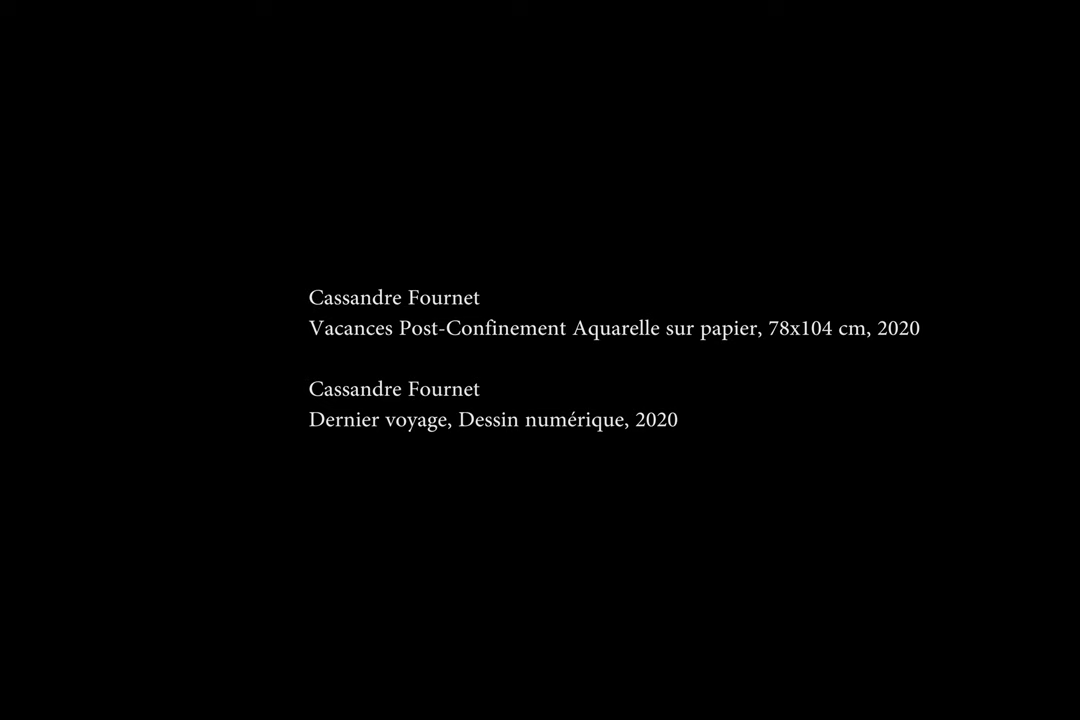 Cassandre Fournet
Vacances Post-Confinement Aquarelle sur papier, 78x104 cm, 2020
Cassandre Fournet
Dernier voyage, Dessin numérique, 2020